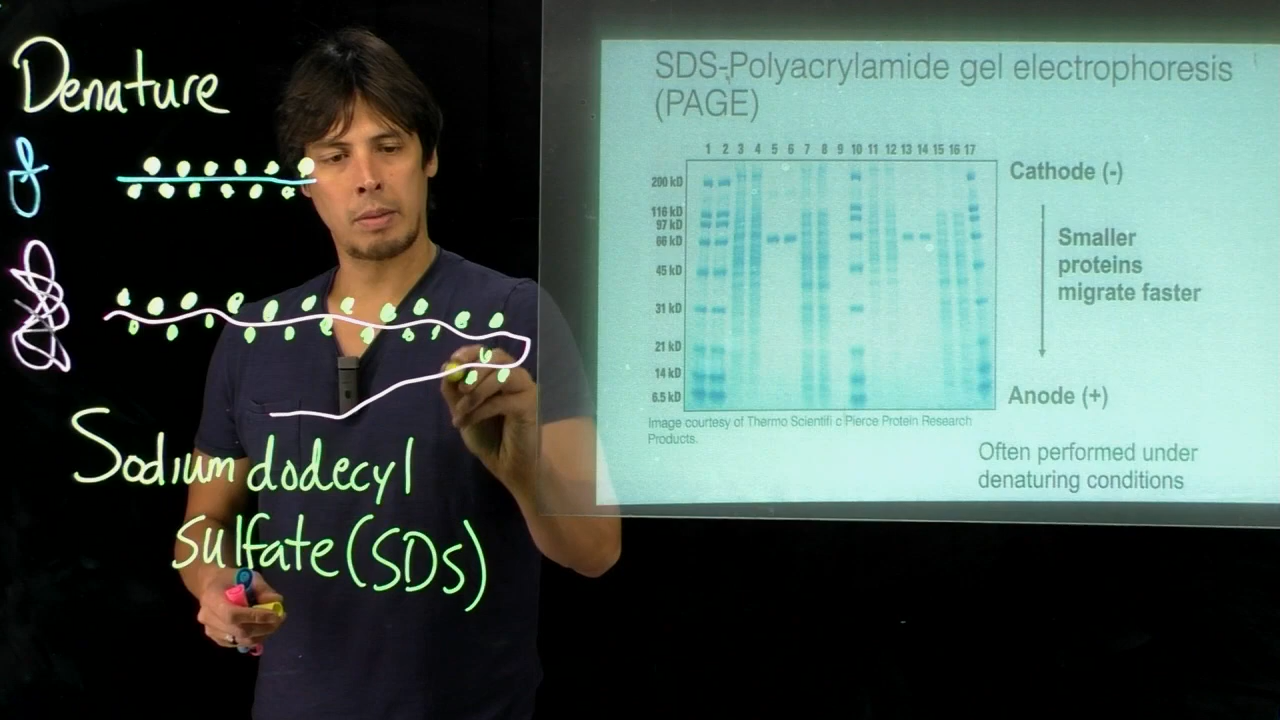 Denature
Sodium dodecyl
sulfate (SDS)
SDS-Polyacrylamide gel electrophoresis
(PAGE)
1 2 3 4 5 6 7 8 9 10 11 12 13 14 15 16 17
200 kD
116 kD
97 kD
66 kD
45 kD
31 kD
21 kD
14 kD
6.5 kD
Cathode (-)
Smaller
proteins
migrate faster
Anode (+)
Image courtesy of Thermo Scientifi c Pierce Protein Research
Products.
Often performed under
denaturing conditions